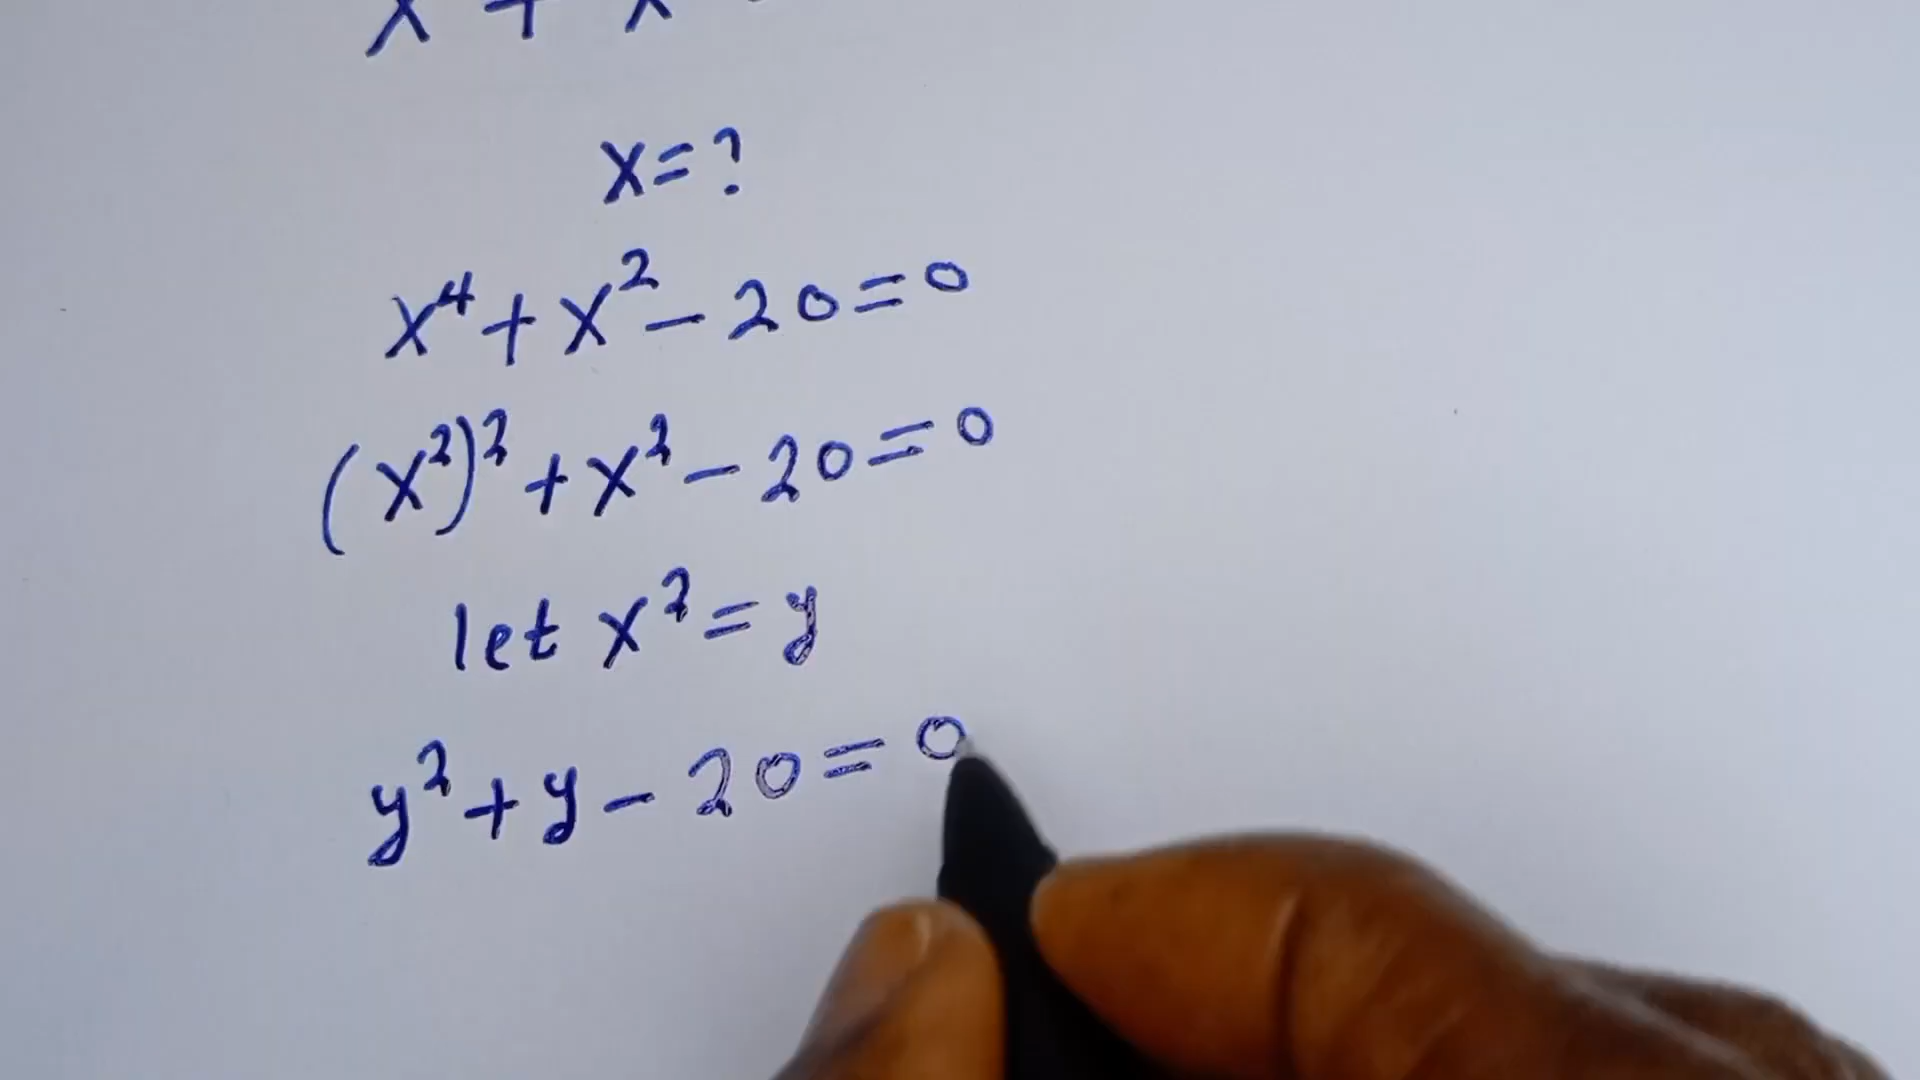 x + x
x=?
x⁴+x²-20=0
(x²)²+x²-20=0
let x²=y
y²+y-20=0